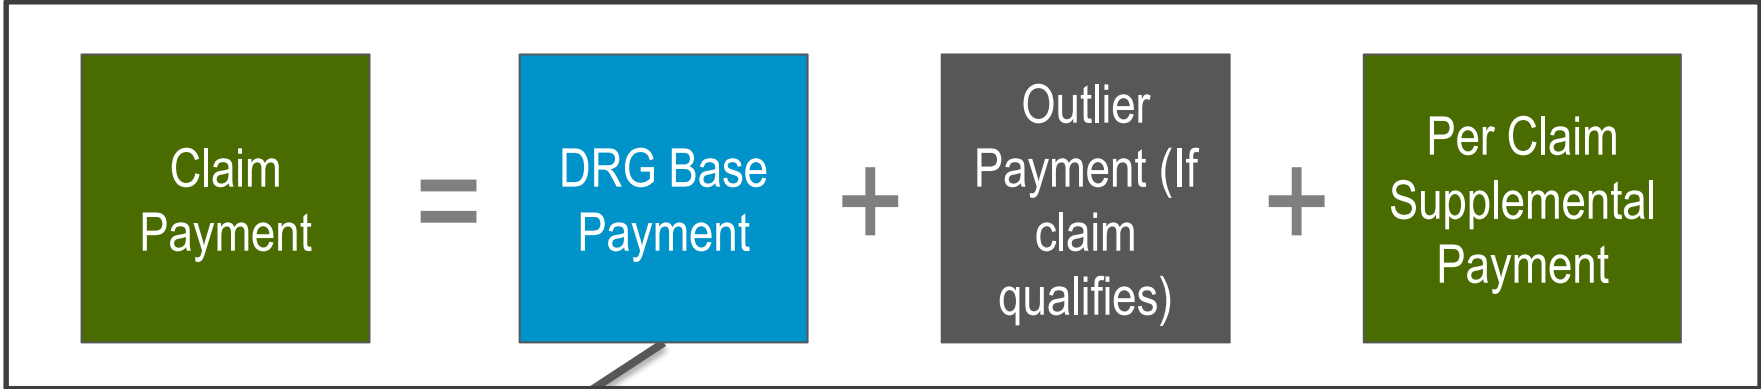 Claim
Payment
=
DRG Base
Payment
+
Outlier
Payment (If
claim
qualifies)
+
Per Claim
Supplemental
Payment